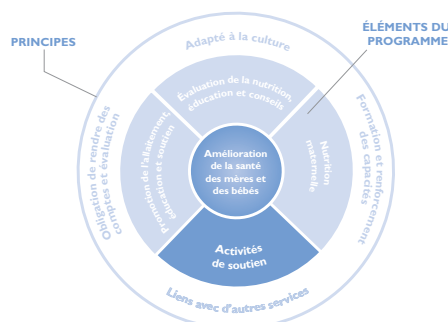 PRINCIPES
ÉLÉMENTS DU
PROGRAMME
Adapté à la culture
Évaluation de la nutrition,
éducation et conseils
Obligation de rendre des
comptes et évaluation
Promotion de l'allaitement,
éducation et soutien
Amélioration
de la santé
des mères et
des bébés
Nutrition
maternelle
Formation et renforcement
des capacités
Activités
de soutien
Liens avec d'autres services